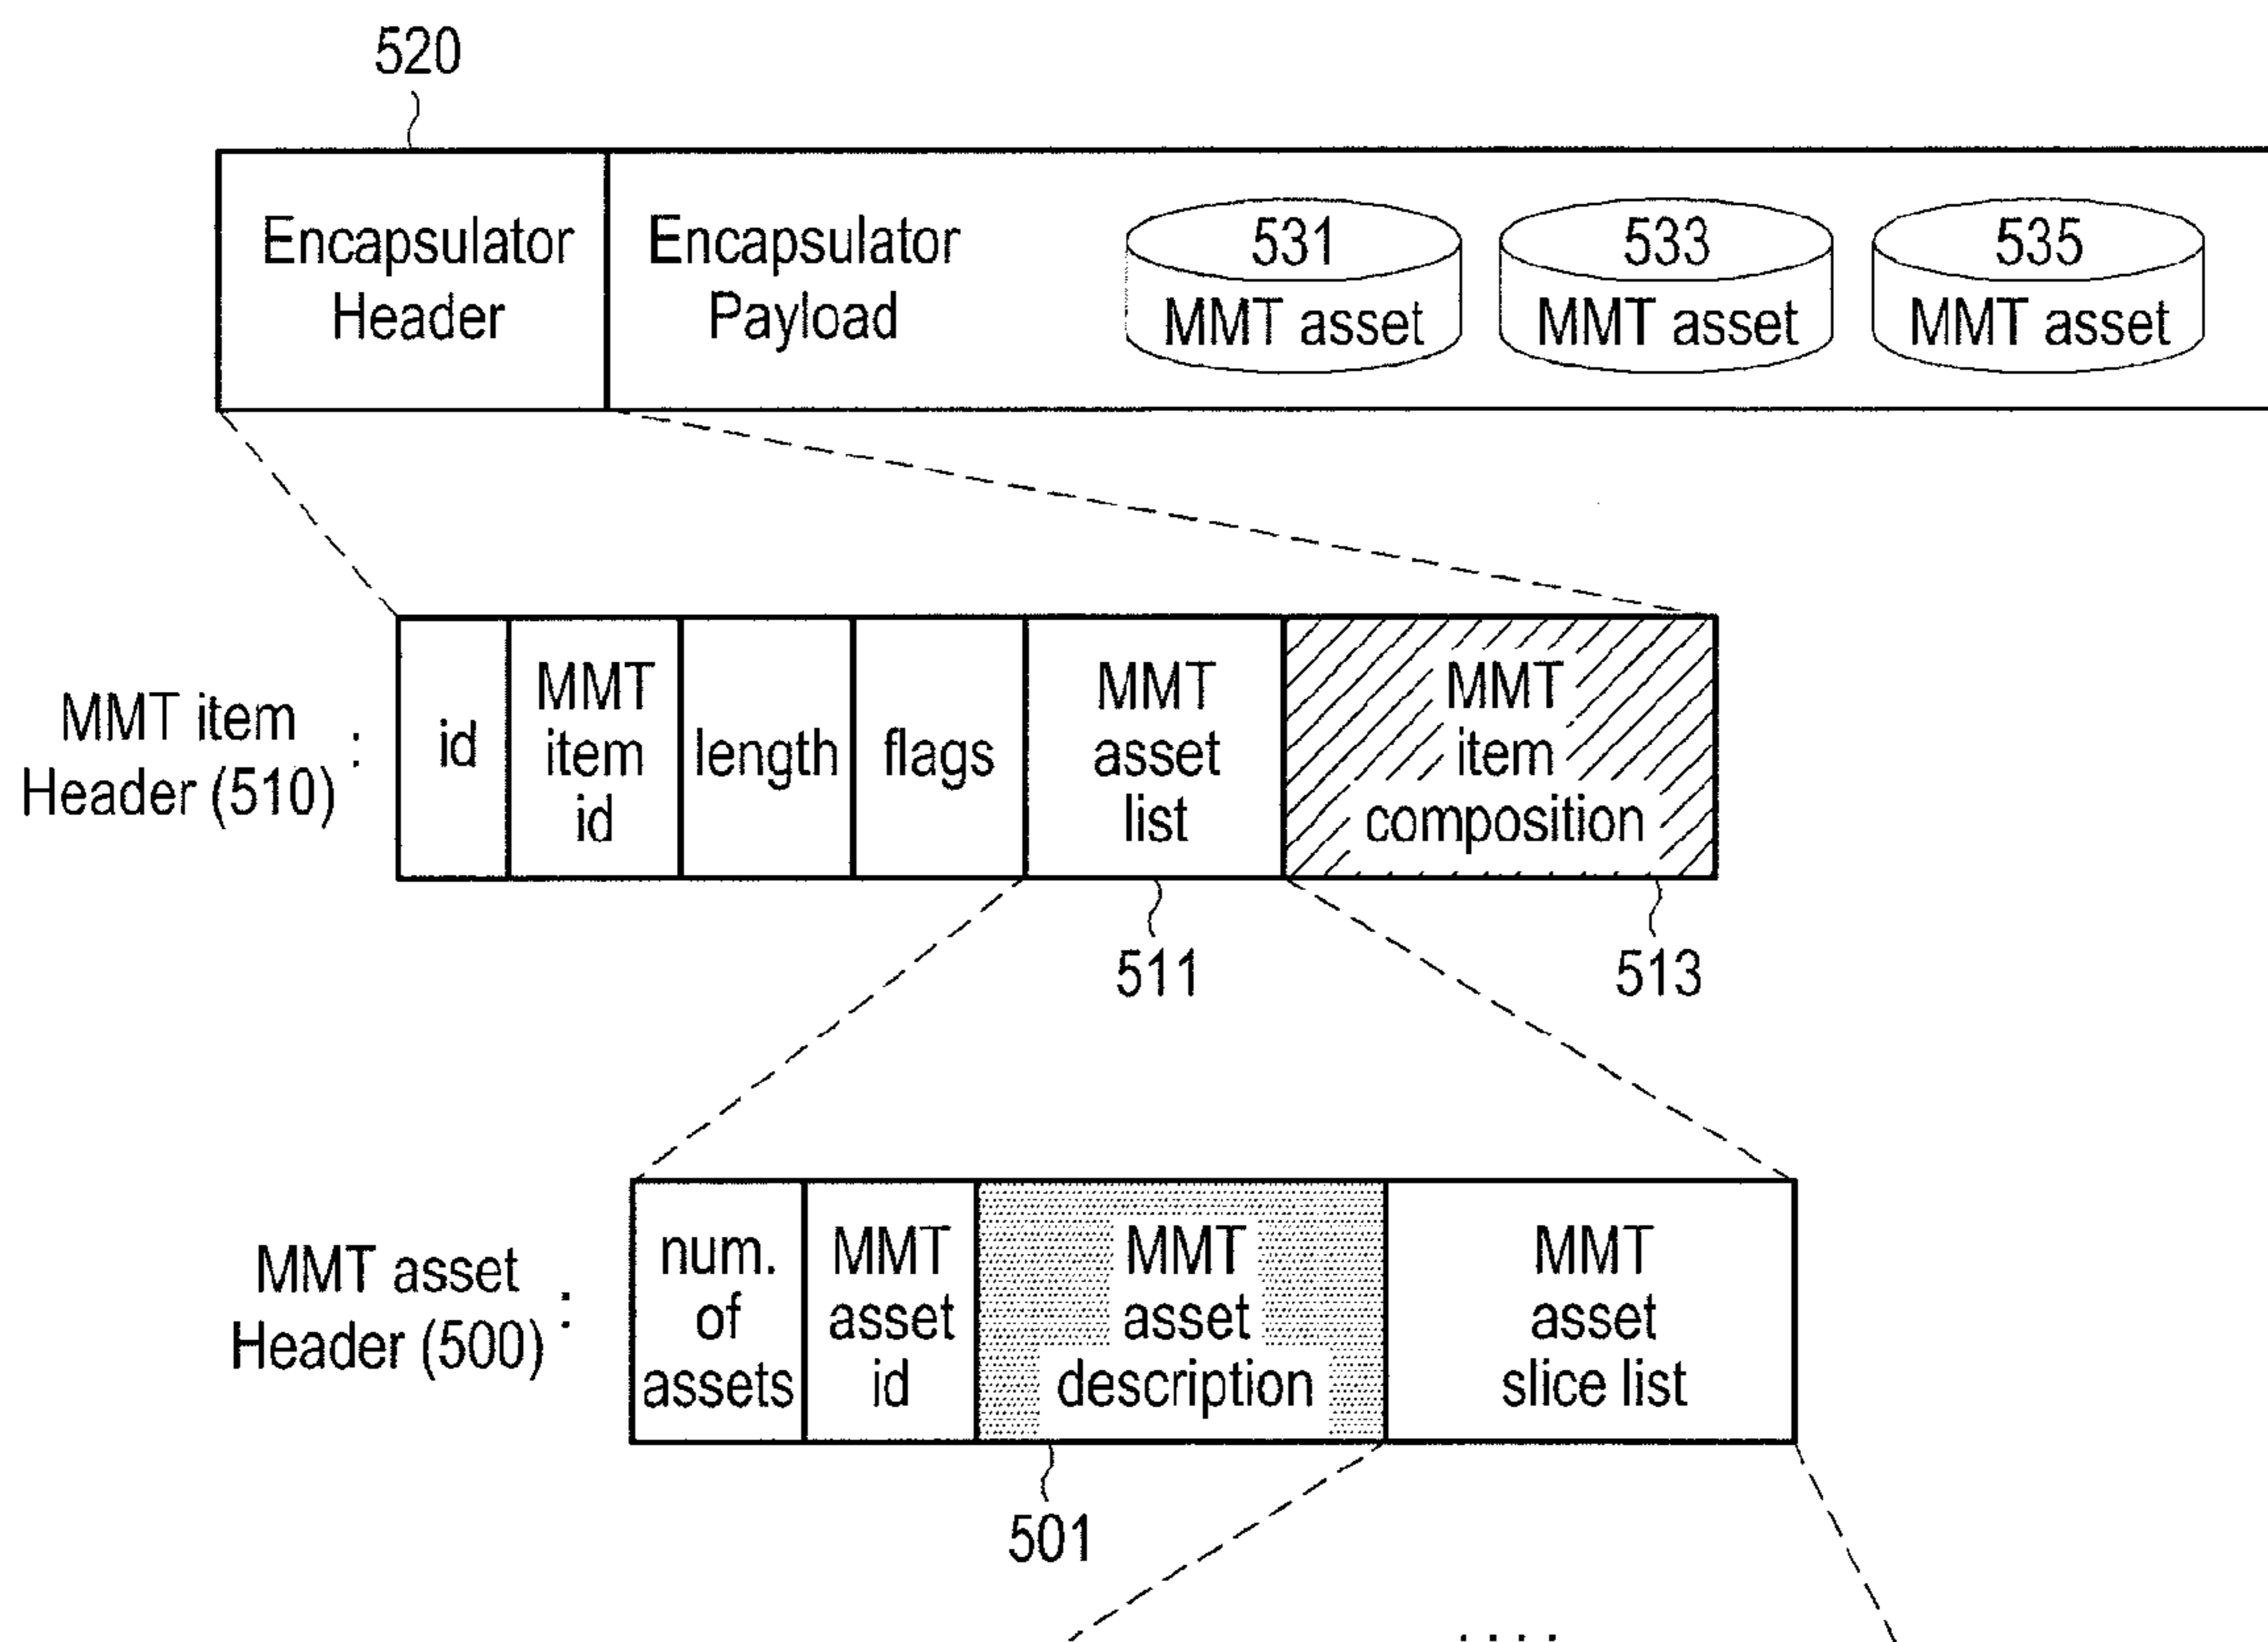 520
Encapsulator
Header
Encapsulator
Payload
531
MMT asset
533
MMT asset
535
MMT asset
MMT item
Header (510)
:
id
MMT
item
id
length
flags
MMT
asset
list
MMT
item
composition
511
513
MMT asset
Header (500)
:
num.
of
assets
MMT
asset
id
MMT
asset
description
MMT
asset
slice list
501
....